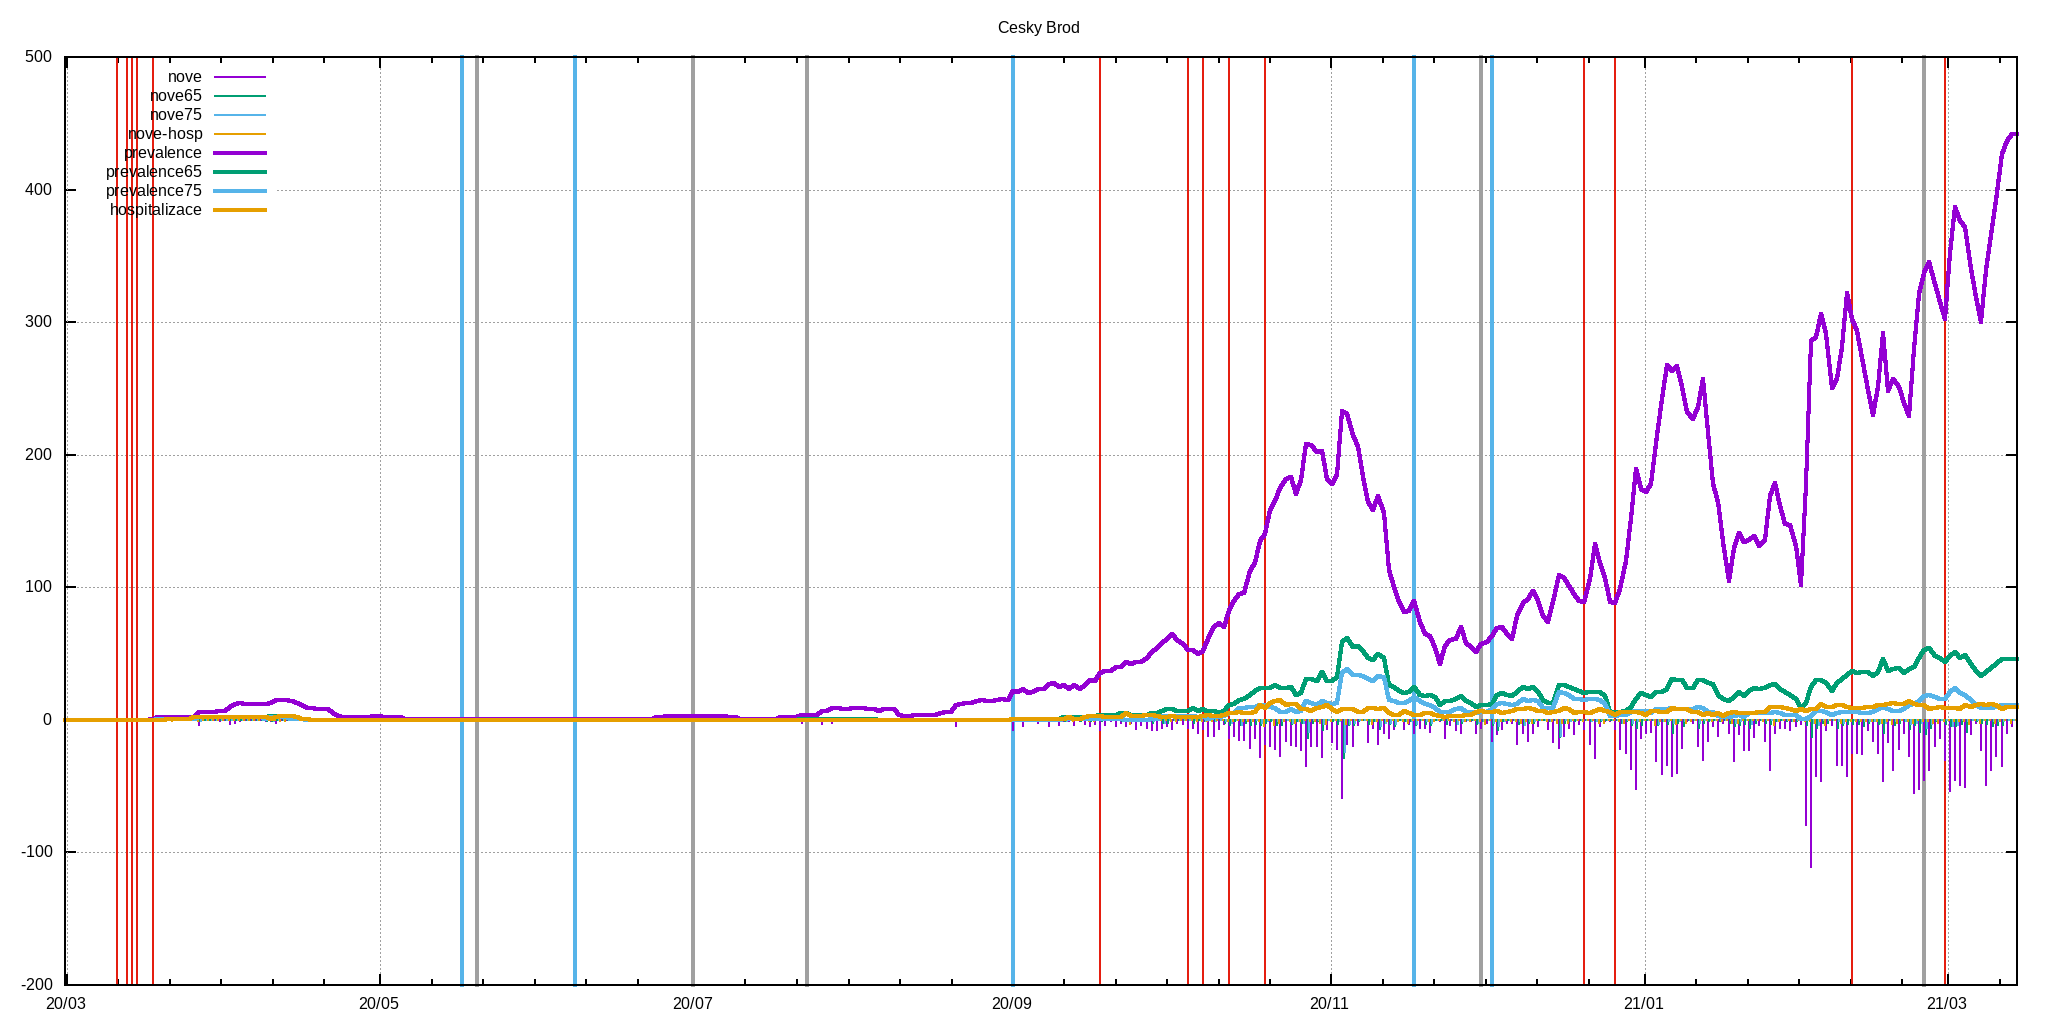 Cesky Brod
500
400
300
200
100
0
-100
-200
nove
nove65
nove75
nove-hosp
prevalence
prevalence65
prevalence75
hospitalizace
20/03
20/05
20/07
20/09
20/11
21/01
21/03